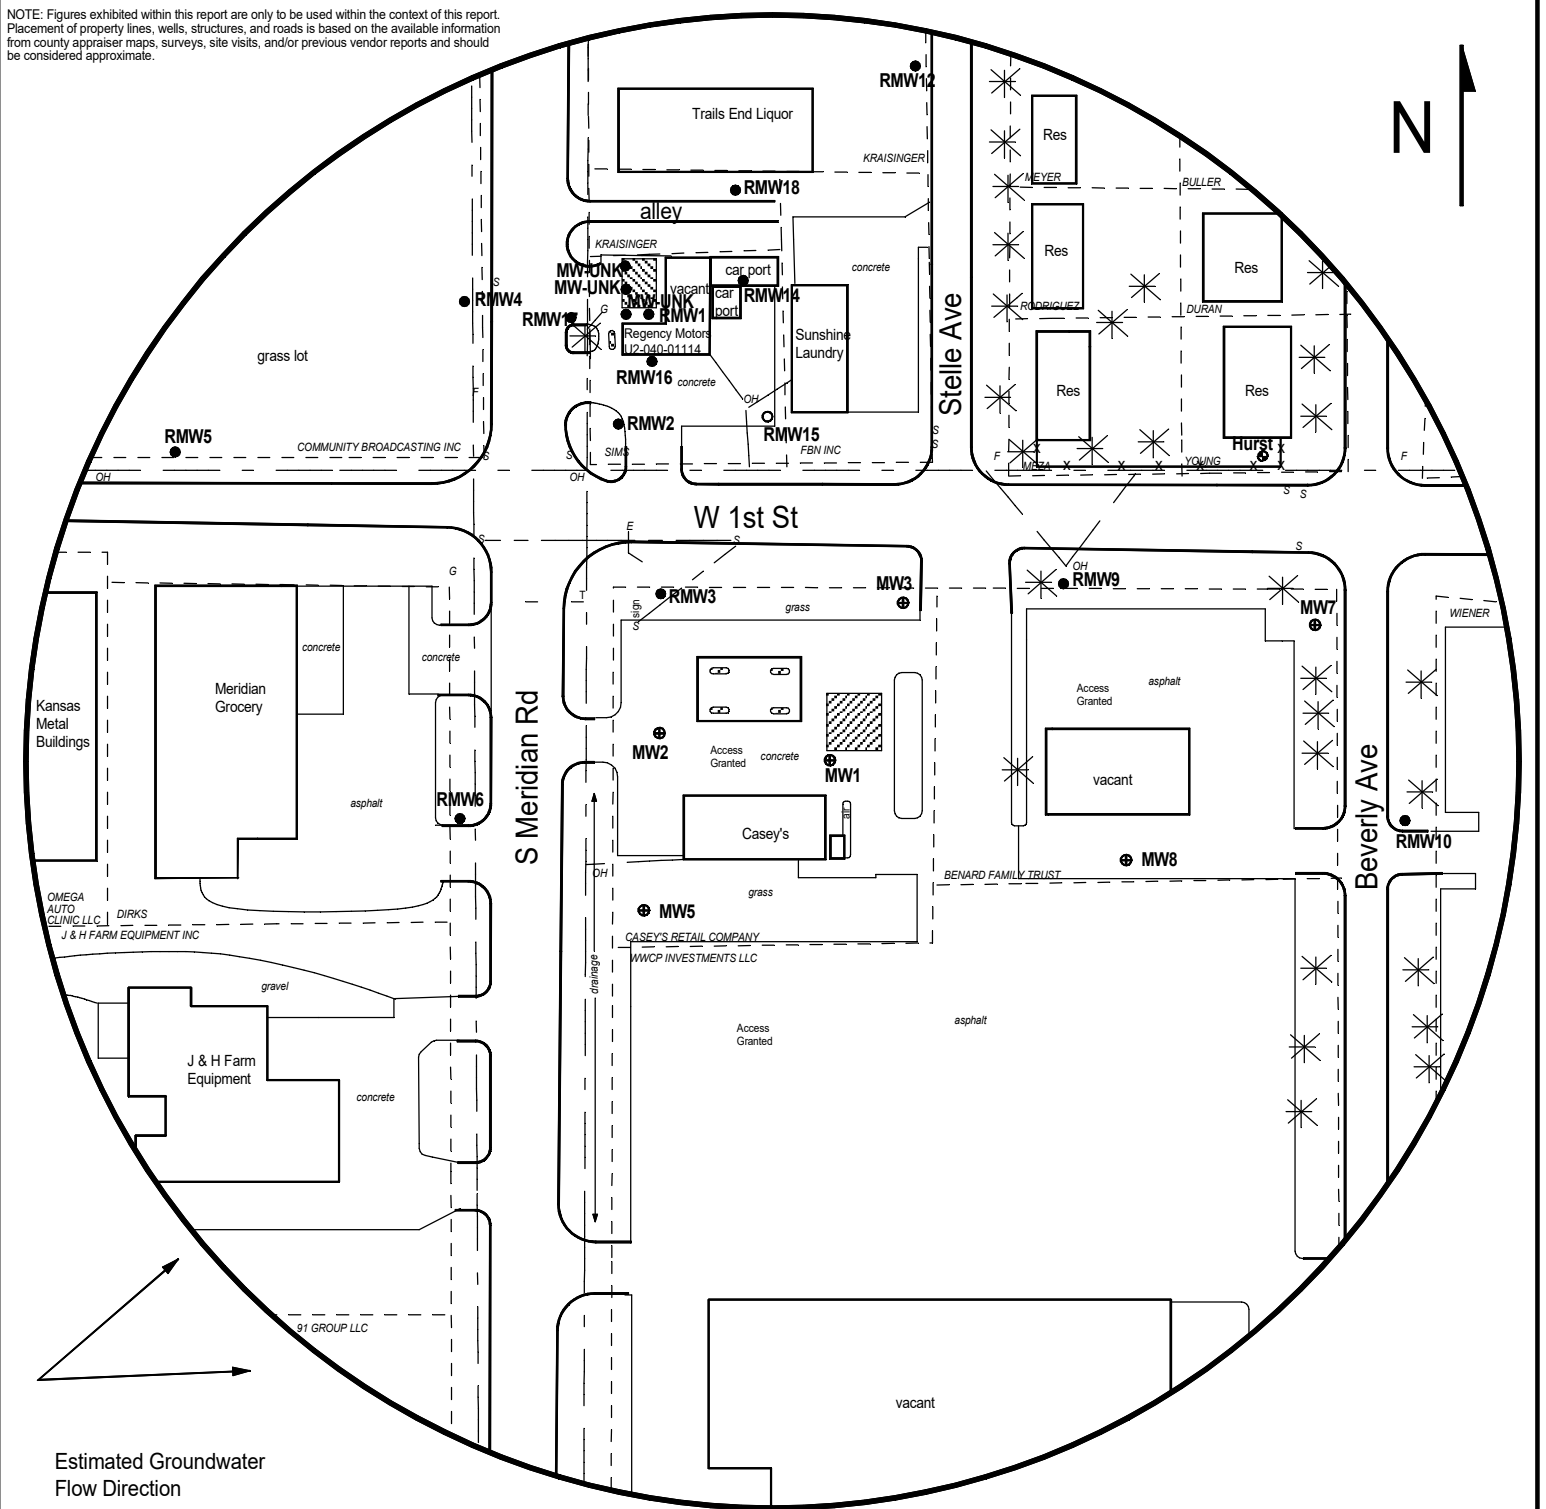 NOTE: Figures exhibited within this report are only to be used within the context of this report.
Placement of property lines, wells, structures, and roads is based on the available information
from county appraiser maps, surveys, site visits, and/or previous vendor reports and should
be considered approximate.
N
RMW12
Trails End Liquor
KRAISINGER
Res
MEYER
BULLER
RMW18
alley
KRAISINGER
Res
Res
concrete
car port
MW-UNK
MW-UNK
vacant
S
RMW4
car
port
RMW14
MW-UNK
RMW1
G
RMW17
RODRIGUEZ
DURAN
Regency Motors
U2-040-01114
Sunshine
Laundry
grass lot
Stelle Ave
RMW16
concrete
F
OH
Res
Res
RMW2
RMW15
RMW5
COMMUNITY BROADCASTING INC
SIMS
FBN INC
S
S
S
S
F
Hurst
X
X
MEZA
X
X
X
YOUNG
X
X
X
F
OH
OH
S
S
W 1st St
E
S
S
S
G
OH
RMW9
T
RMW3
sign
S
MW3
grass
MW7
WIENER
concrete
concrete
Meridian
Grocery
Kansas
Metal
Buildings
asphalt
S Meridian Rd
RMW6
MW2
Access
Granted
concrete
MW1
Casey's
air
Access
Granted
asphalt
vacant
Beverly Ave
RMW10
MW8
OH
grass
BENARD FAMILY TRUST
OMEGA
AUTO
CLINIC LLC
DIRKS
J & H FARM EQUIPMENT INC
MW5
CASEY'S RETAIL COMPANY
WWCP INVESTMENTS LLC
drainage
gravel
Access
Granted
asphalt
J & H Farm
Equipment
concrete
91 GROUP LLC
vacant
Estimated Groundwater
Flow Direction